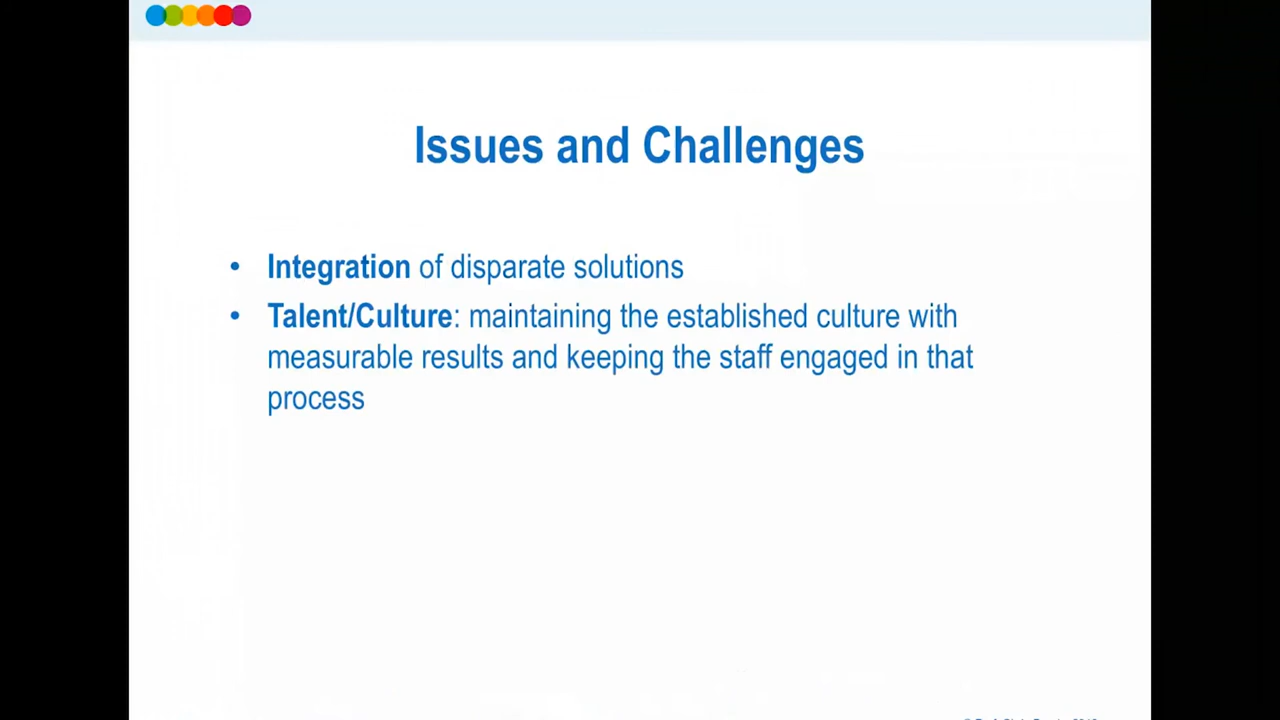 Issues and Challenges
• Integration of disparate solutions
• Talent/Culture: maintaining the established culture with
measurable results and keeping the staff engaged in that
process